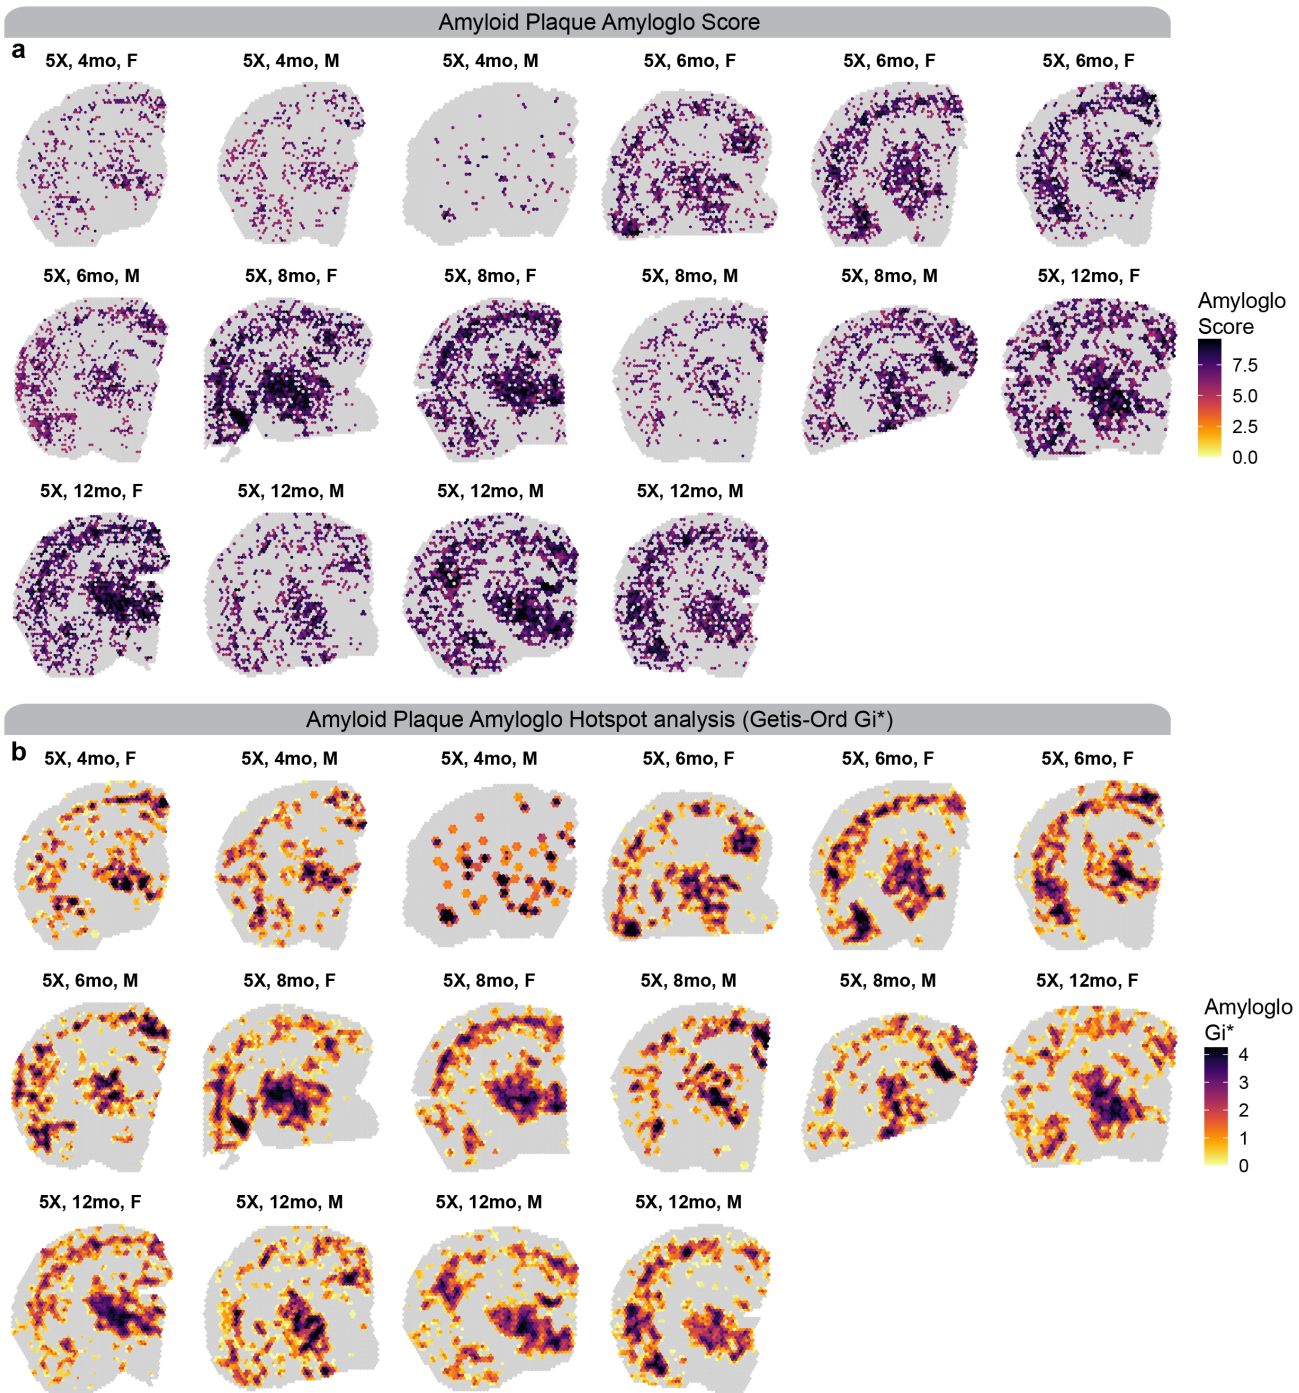 Amyloid Plaque Amyloglo Score
a
5X, 4mo, F
5X, 4mo, M
5X, 4mo, M
5X, 6mo, F
5X, 6mo, F
5X, 6mo, F
5X, 6mo, M
5X, 8mo, F
5X, 8mo, F
5X, 8mo, M
5X, 8mo, M
5X, 12mo, F
Amyloglo
Score
7.5
5.0
2.5
0.0
5X, 12mo, F
5X, 12mo, M
5X, 12mo, M
5X, 12mo, M
Amyloid Plaque Amyloglo Hotspot analysis (Getis-Ord Gi*)
b
5X, 4mo, F
5X, 4mo, M
5X, 4mo, M
5X, 6mo, F
5X, 6mo, F
5X, 6mo, F
5X, 6mo, M
5X, 8mo, F
5X, 8mo, F
5X, 8mo, M
5X, 8mo, M
5X, 12mo, F
Amyloglo
Gi*
4
3
2
1
0
5X, 12mo, F
5X, 12mo, M
5X, 12mo, M
5X, 12mo, M